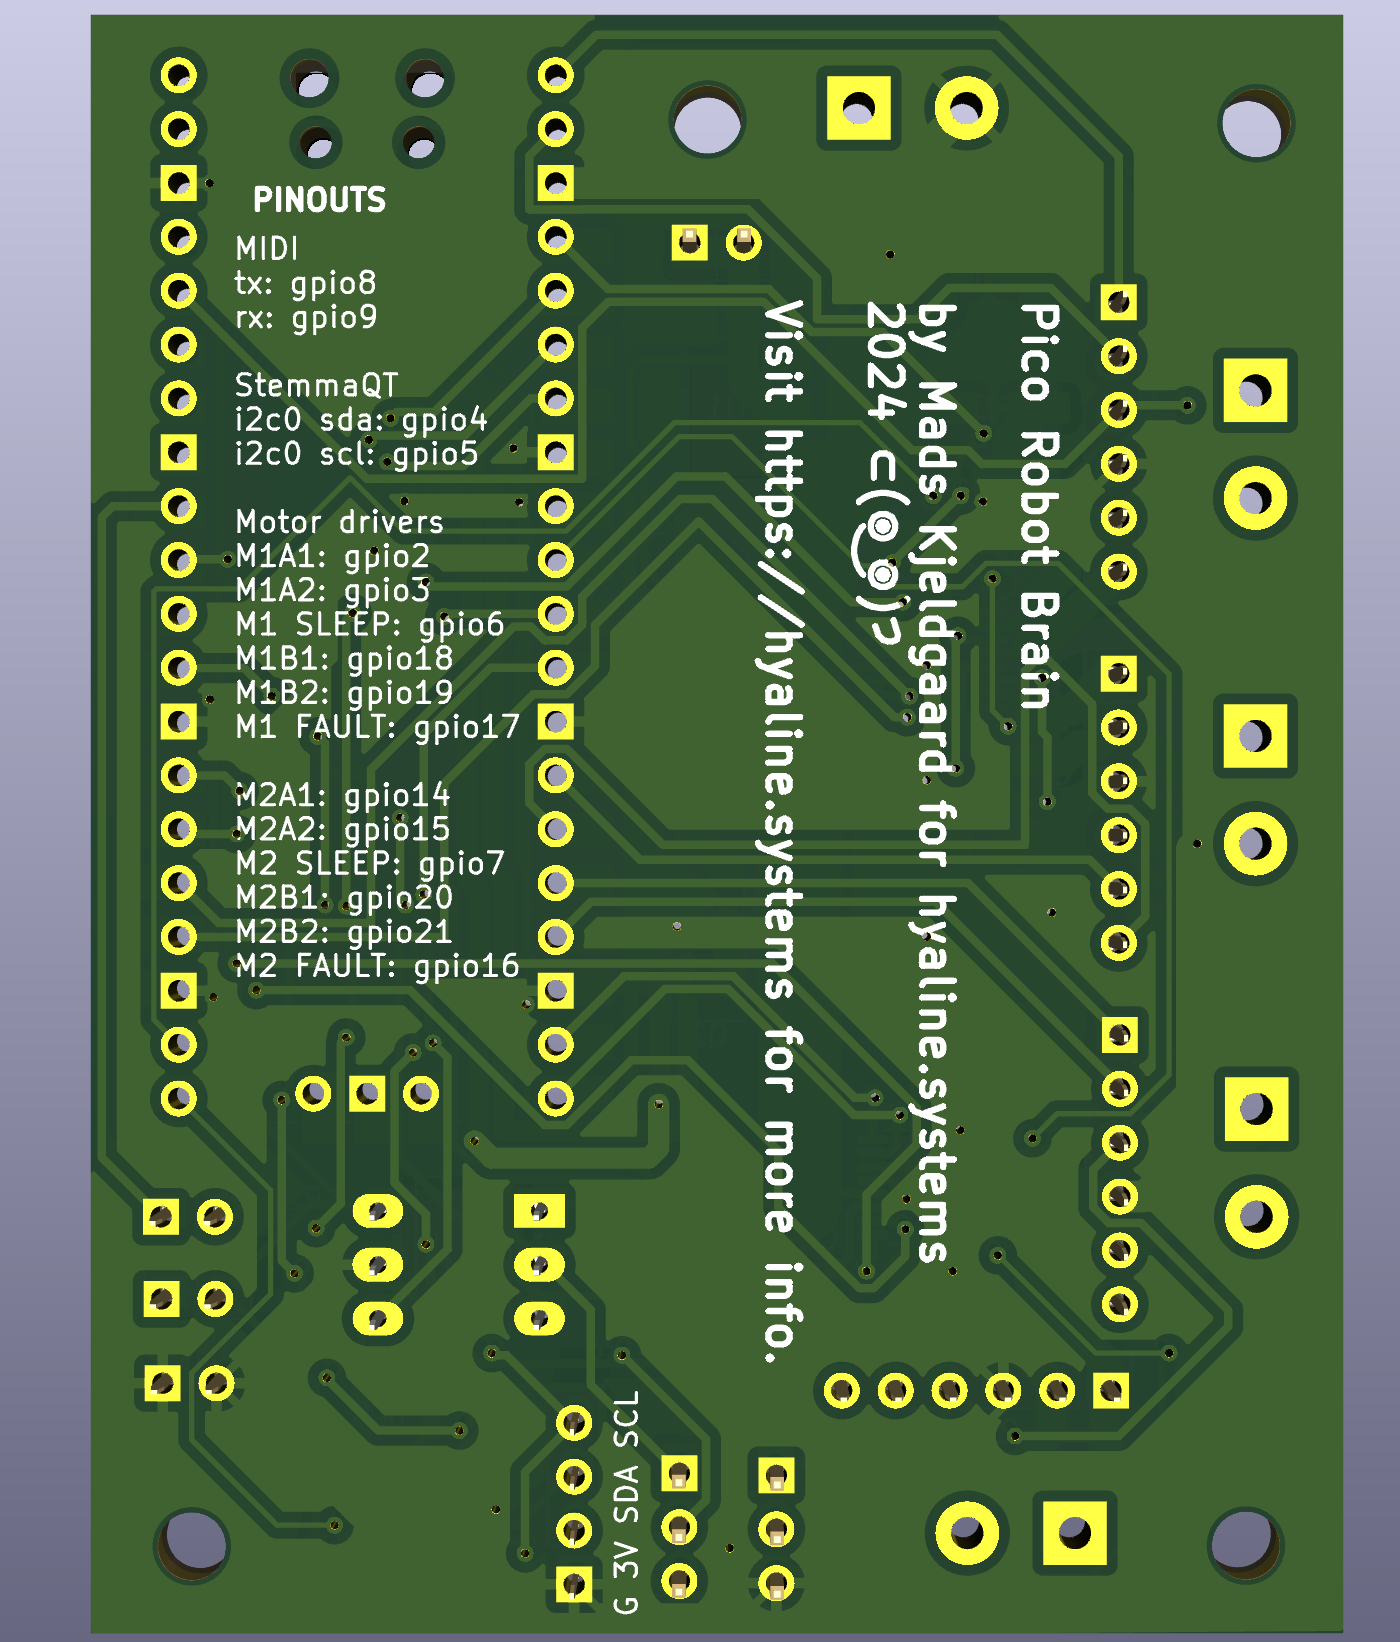 PINOUTS
MIDI
tx: gpio8
rx: gpio9
StemmaQT
i2c0 sda: gpio4
i2c0 scl: gpio5
Motor drivers
M1A1: gpio2
M1A2: gpio3
M1 SLEEP: gpio6
M1B1: gpio18
M1B2: gpio19
M1 FAULT: gpio17
M2A1: gpio14
M2A2: gpio15
M2 SLEEP: gpio7
M2B1: gpio20
M2B2: gpio21
M2 FAULT: gpio16
Pico Robot Brain
by Mads Kjeldgaard for hyaline.systems
2024 ⊂(◎‿◎)つ
Visit https://hyaline.systems for more info.
G 3V SDA SCL